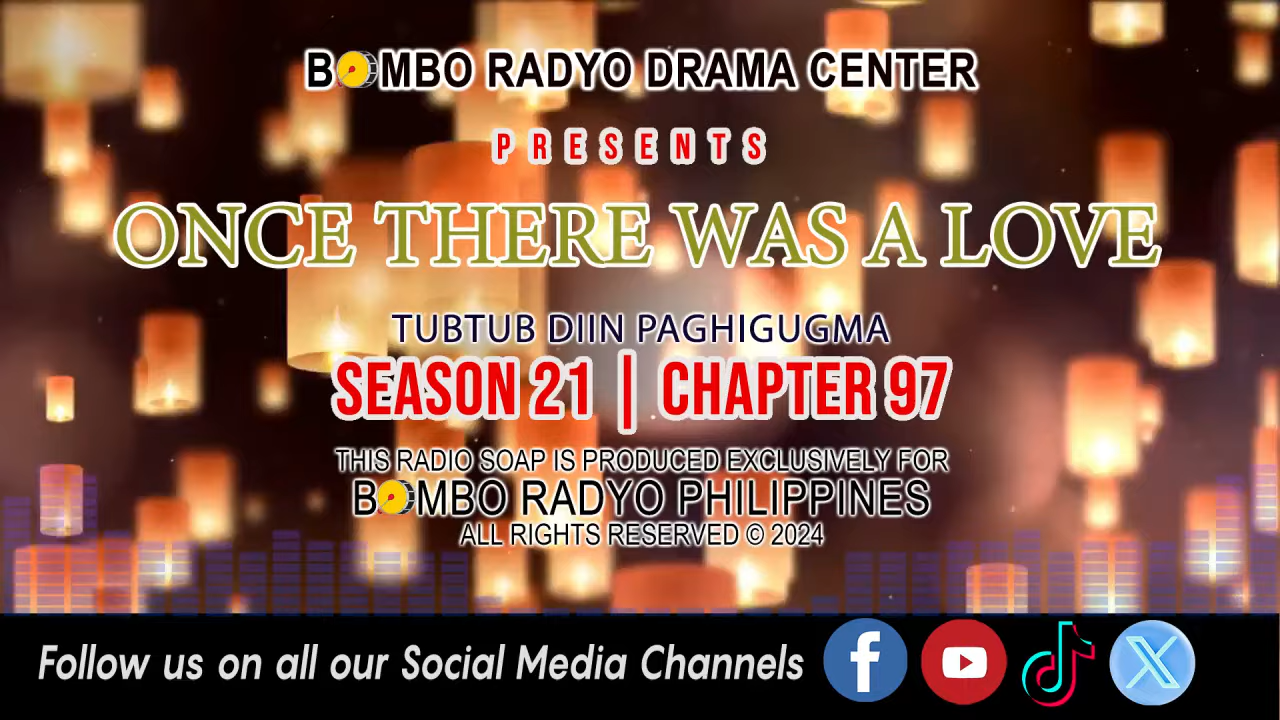 BOMBO RADYO DRAMA CENTER
PRESENTS
ONCE THERE WAS A LOVE
TUBTUB DIIN PAGHIGUGMA
SEASON 21 | CHAPTER 97
THIS RADIO SOAP IS PRODUCED EXCLUSIVELY FOR
BOMBO RADYO PHILIPPINES
ALL RIGHTS RESERVED © 2024
Follow us on all our Social Media Channels